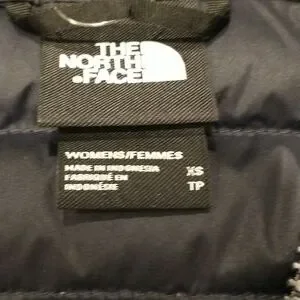 THE
NORTH
FACE
WOMENS/FEMMES
MADE IN INDONESIA XS
FABRIQUÉ EN
INDONÉSIE TP